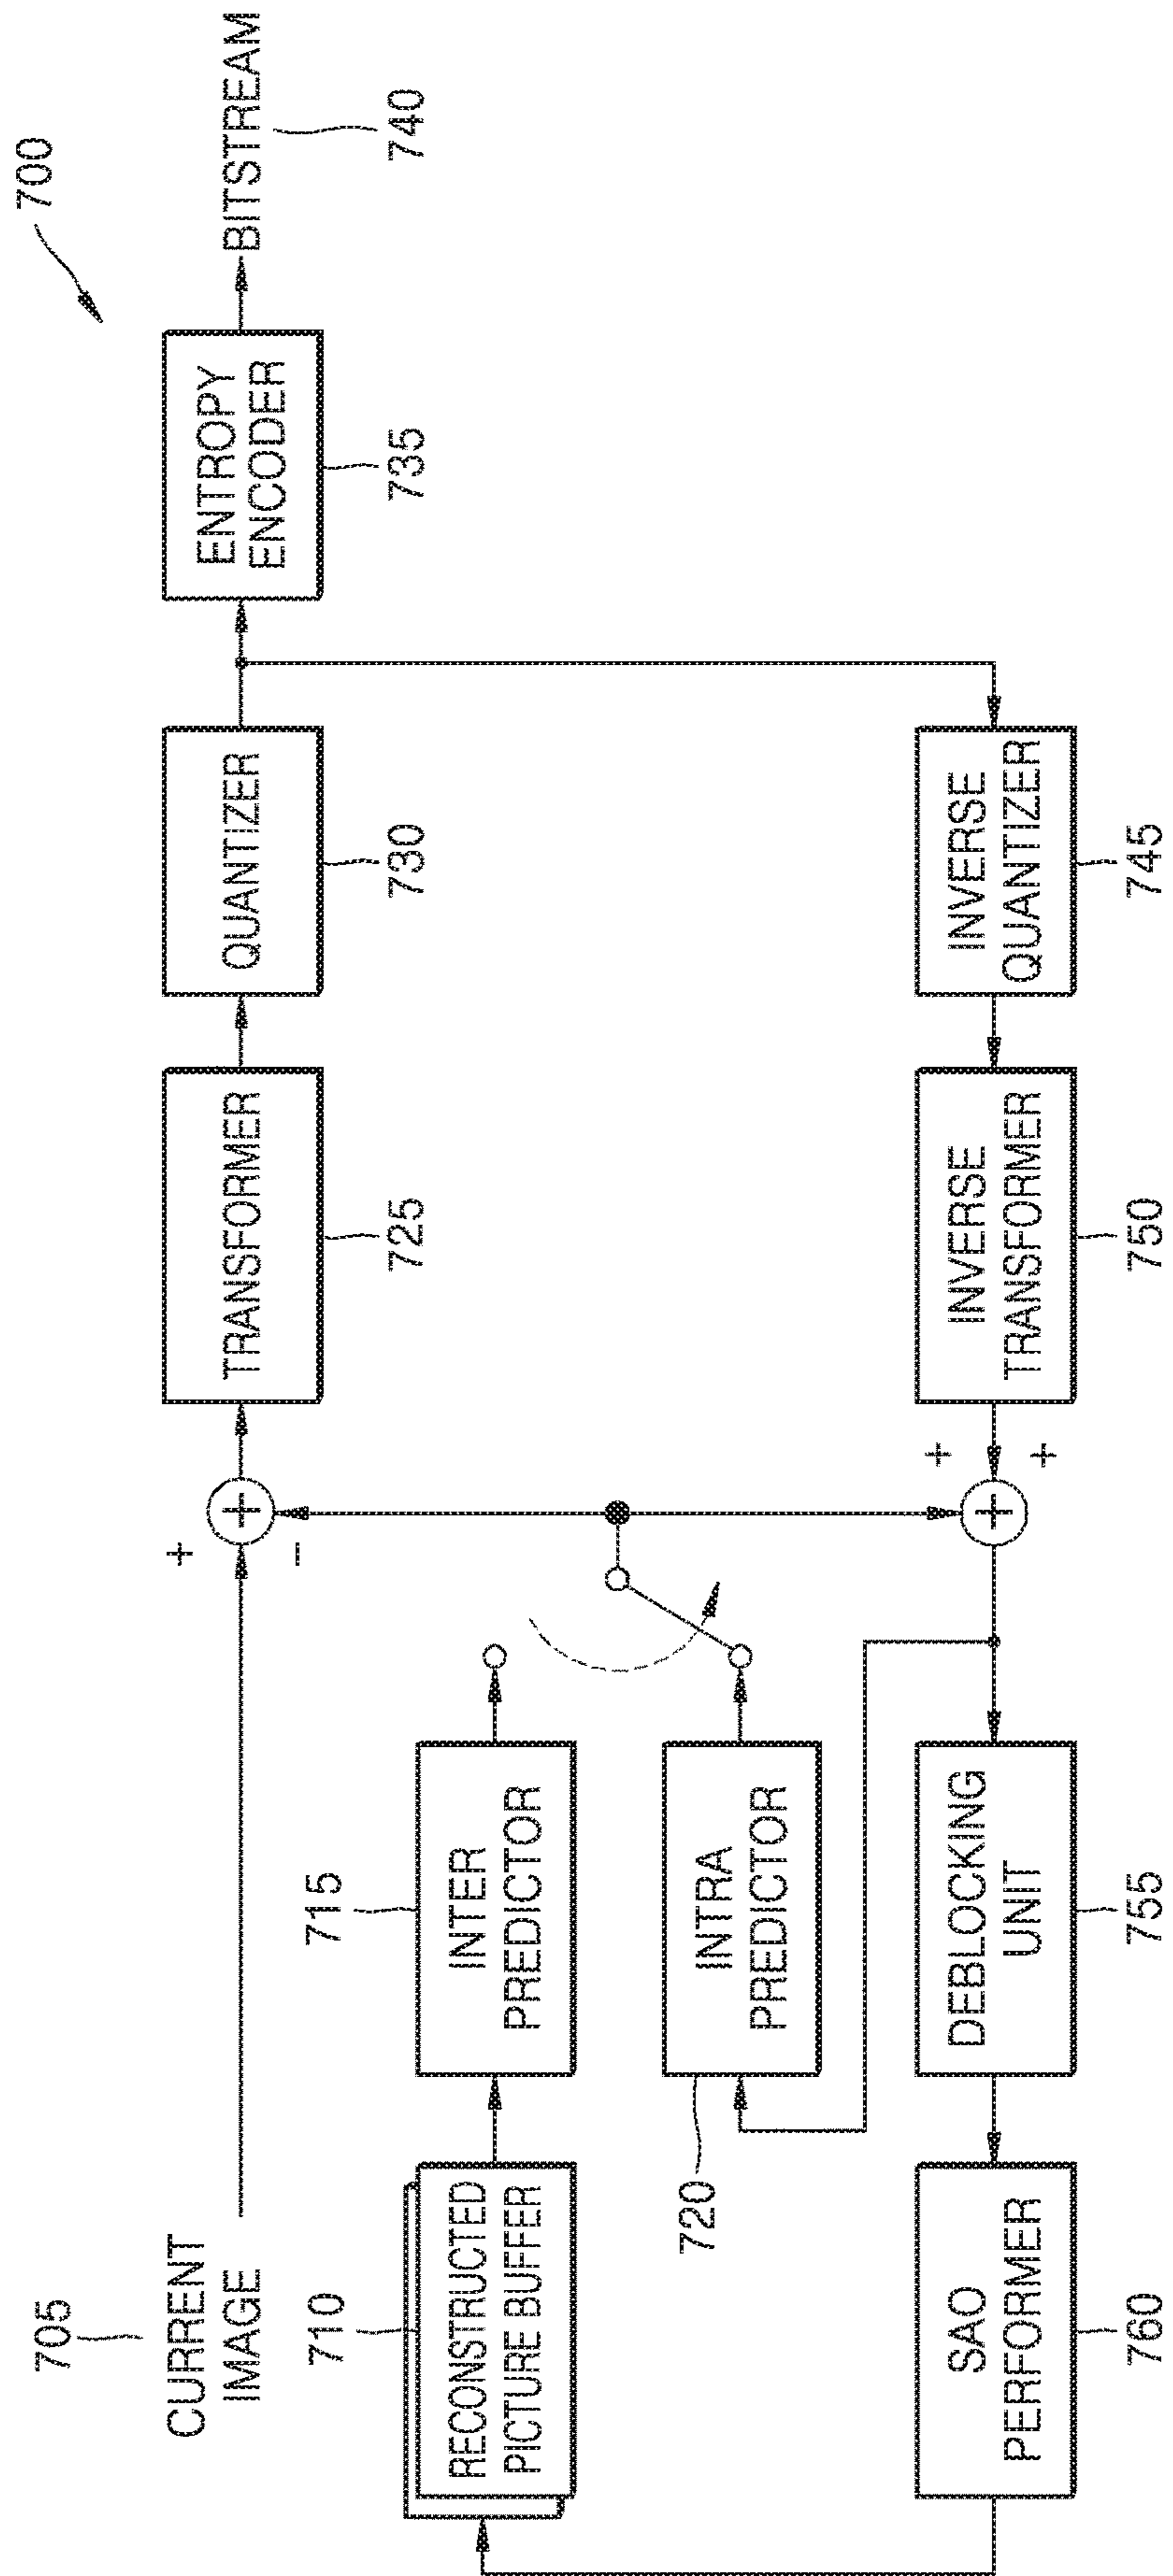 700
705
CURRENT
IMAGE
+
−
+
TRANSFORMER
725
QUANTIZER
730
ENTROPY
ENCODER
735
BITSTREAM
740
710
RECONSTRUCTED
PICTURE BUFFER
715
INTER
PREDICTOR
720
INTRA
PREDICTOR
+
+
+
INVERSE
TRANSFORMER
750
INVERSE
QUANTIZER
745
DEBLOCKING
UNIT
755
SAO
PERFORMER
760